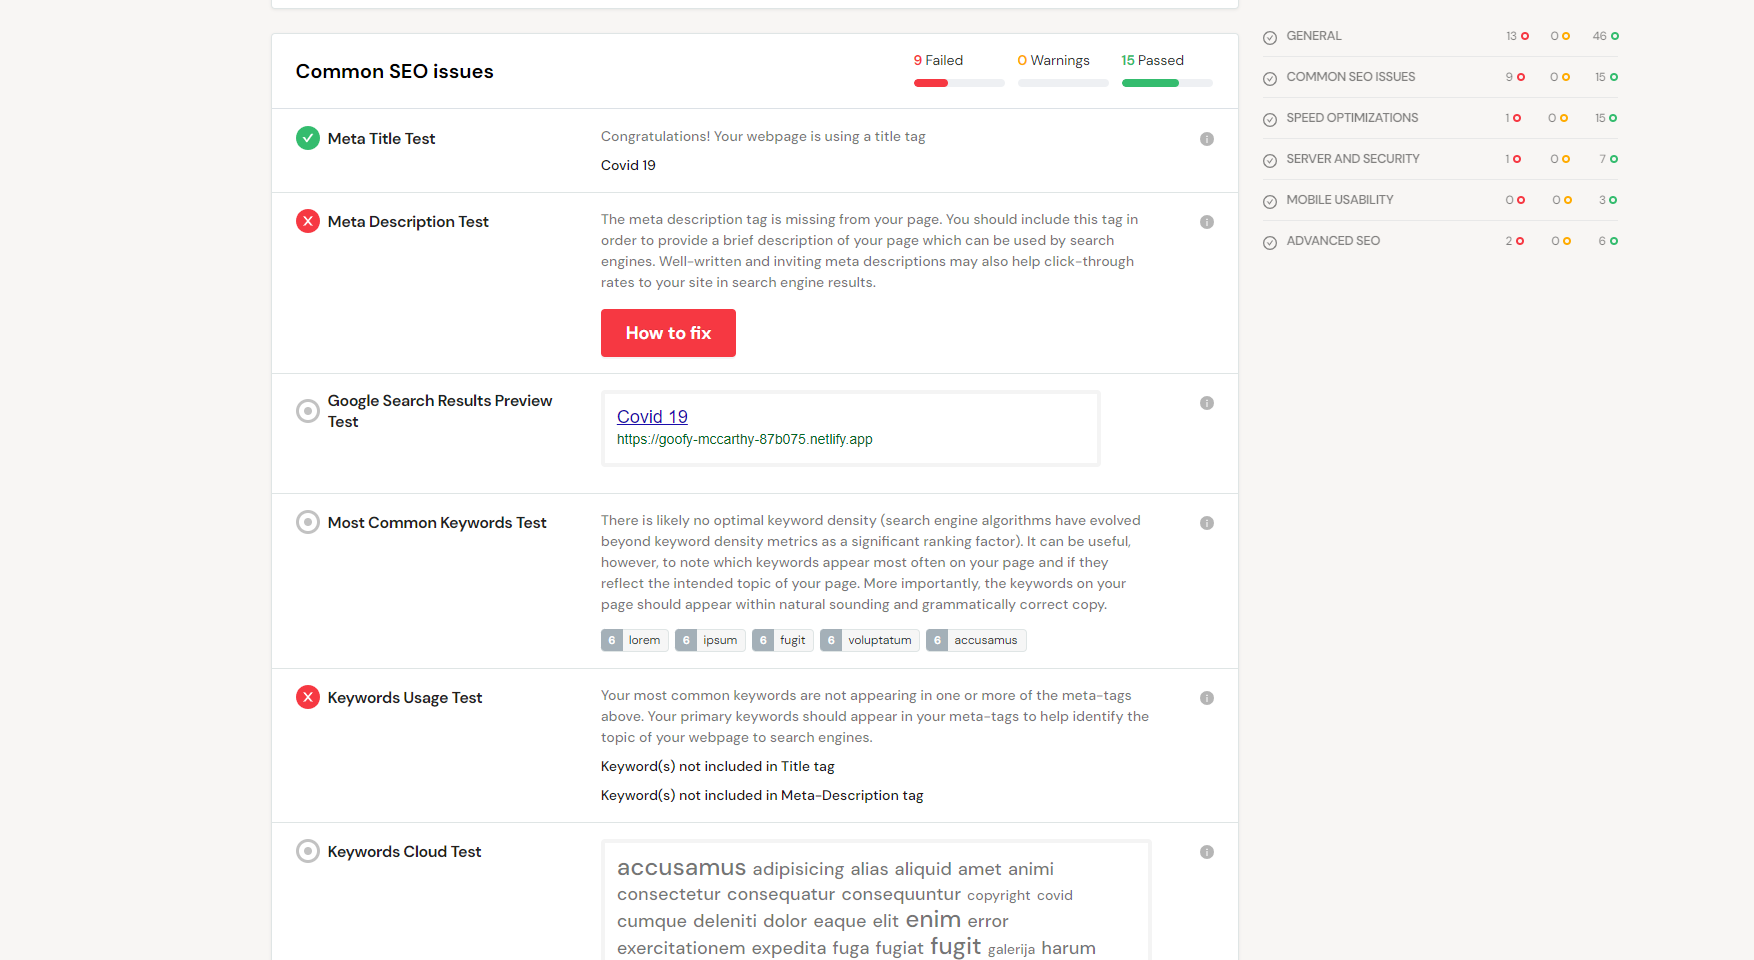 Common SEO issues
9 Failed
0 Warnings
15 Passed
Meta Title Test
Congratulations! Your webpage is using a title tag
Covid 19
Meta Description Test
The meta description tag is missing from your page. You should include this tag in
order to provide a brief description of your page which can be used by search
engines. Well-written and inviting meta descriptions may also help click-through
rates to your site in search engine results.
How to fix
Google Search Results Preview
Test
Covid 19
https://goofy-mccarthy-87b075.netlify.app
Most Common Keywords Test
There is likely no optimal keyword density (search engine algorithms have evolved
beyond keyword density metrics as a significant ranking factor). It can be useful,
however, to note which keywords appear most often on your page and if they
reflect the intended topic of your page. More importantly, the keywords on your
page should appear within natural sounding and grammatically correct copy.
6 lorem 6 ipsum 6 fugit 6 voluptatum 6 accusamus
Keywords Usage Test
Your most common keywords are not appearing in one or more of the meta-tags
above. Your primary keywords should appear in your meta-tags to help identify the
topic of your webpage to search engines.
Keyword(s) not included in Title tag
Keyword(s) not included in Meta-Description tag
Keywords Cloud Test
accusamus adipisicing alias aliquid amet animi
consectetur consequatur consequuntur copyright covid
cumque deleniti dolor eaque elit enim error
exercitationem expedita fuga fugiat fugit galerija harum
GENERAL 13 0 46
COMMON SEO ISSUES 9 0 15
SPEED OPTIMIZATIONS 1 0 15
SERVER AND SECURITY 1 0 7
MOBILE USABILITY 0 0 3
ADVANCED SEO 2 0 6